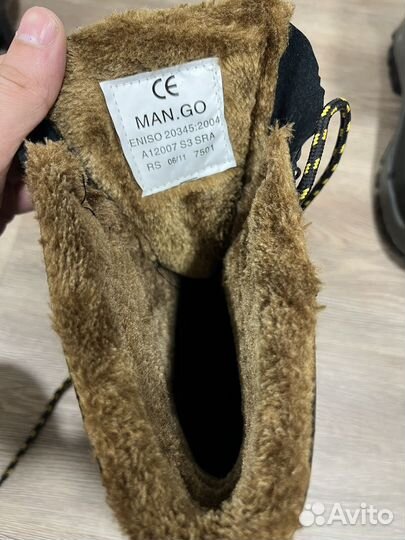 CE
MAN.GO
ENISO 20345:2004
A12007 S3 SRA
RS 06/11 7501
Avito